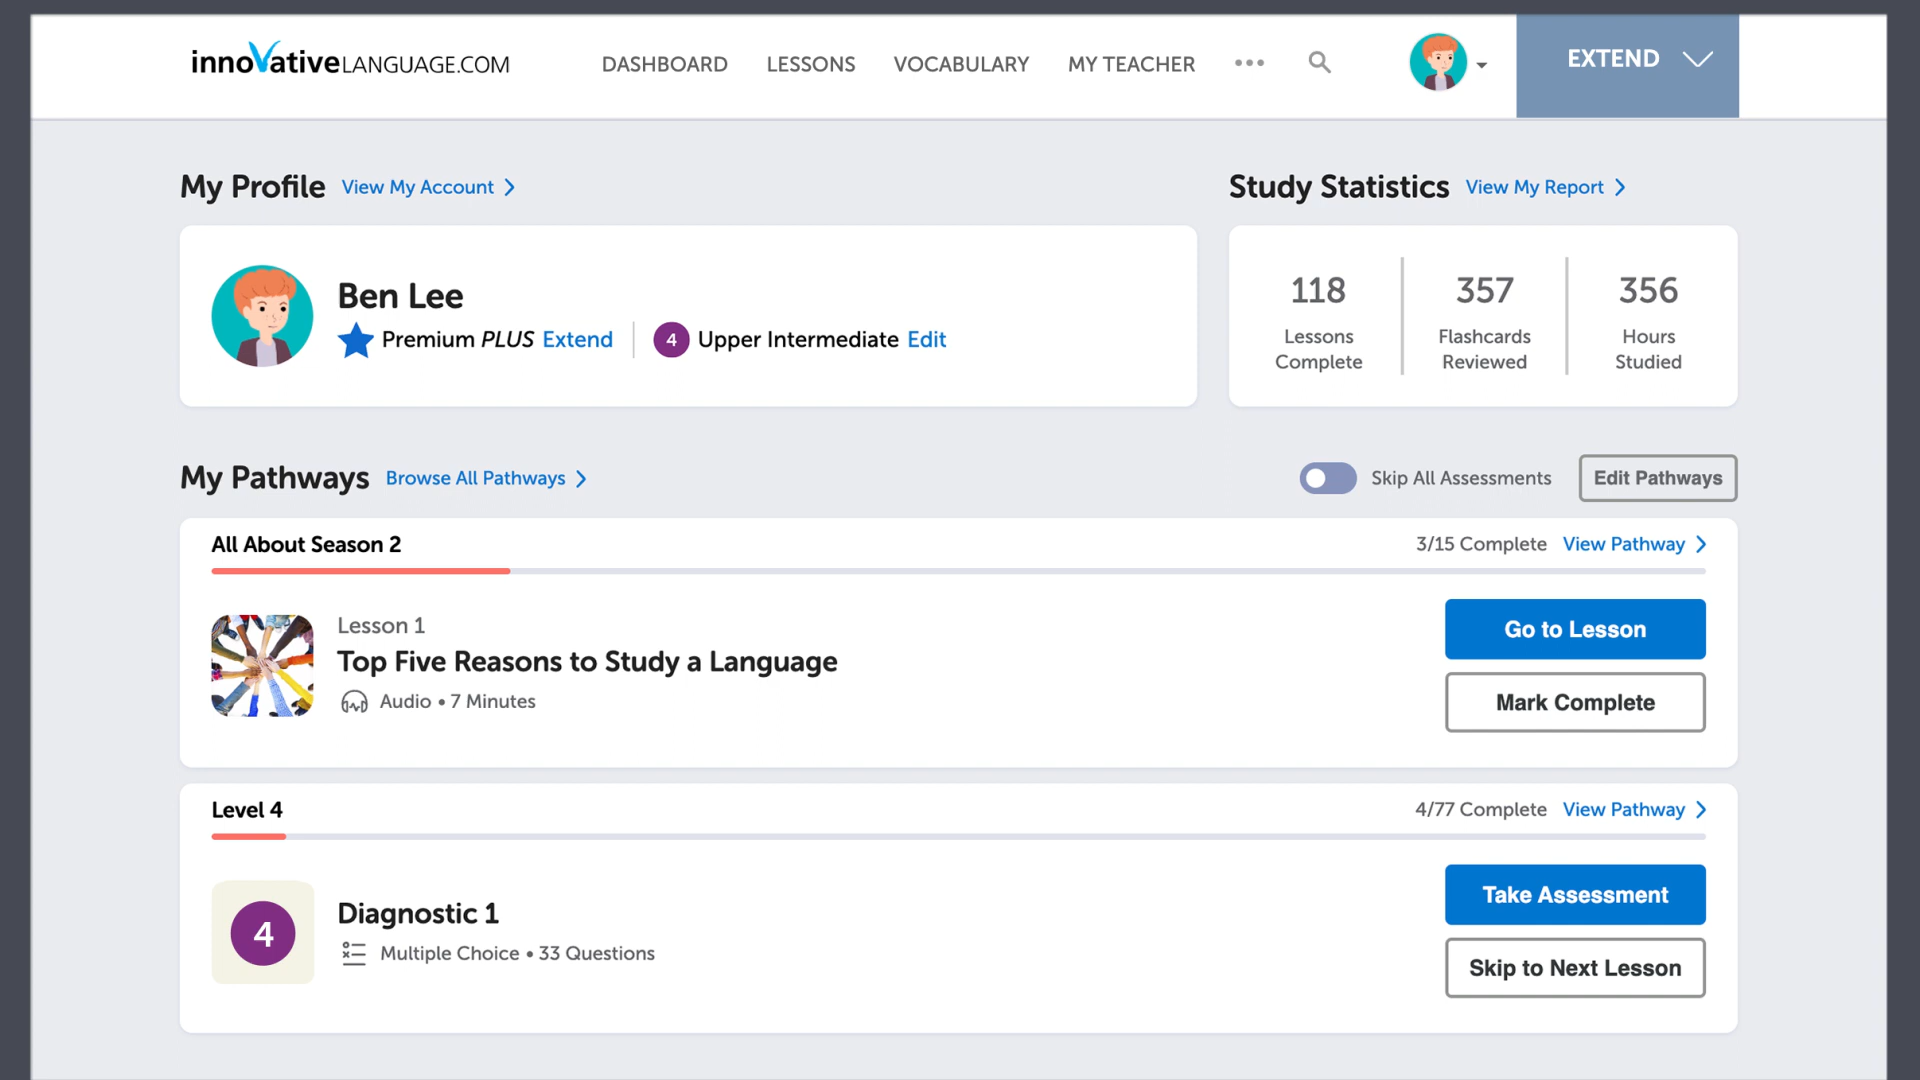 innoVativeLANGUAGE.COM
DASHBOARD LESSONS VOCABULARY MY TEACHER ••• EXTEND
My Profile View My Account
Ben Lee
Premium PLUS Extend 4 Upper Intermediate Edit
Study Statistics View My Report
118 357 356
Lessons Flashcards Hours
Complete Reviewed Studied
My Pathways Browse All Pathways Skip All Assessments Edit Pathways
All About Season 2 3/15 Complete View Pathway
Lesson 1
Top Five Reasons to Study a Language
Audio • 7 Minutes
Go to Lesson
Mark Complete
Level 4 4/77 Complete View Pathway
4
Diagnostic 1
Multiple Choice • 33 Questions
Take Assessment
Skip to Next Lesson